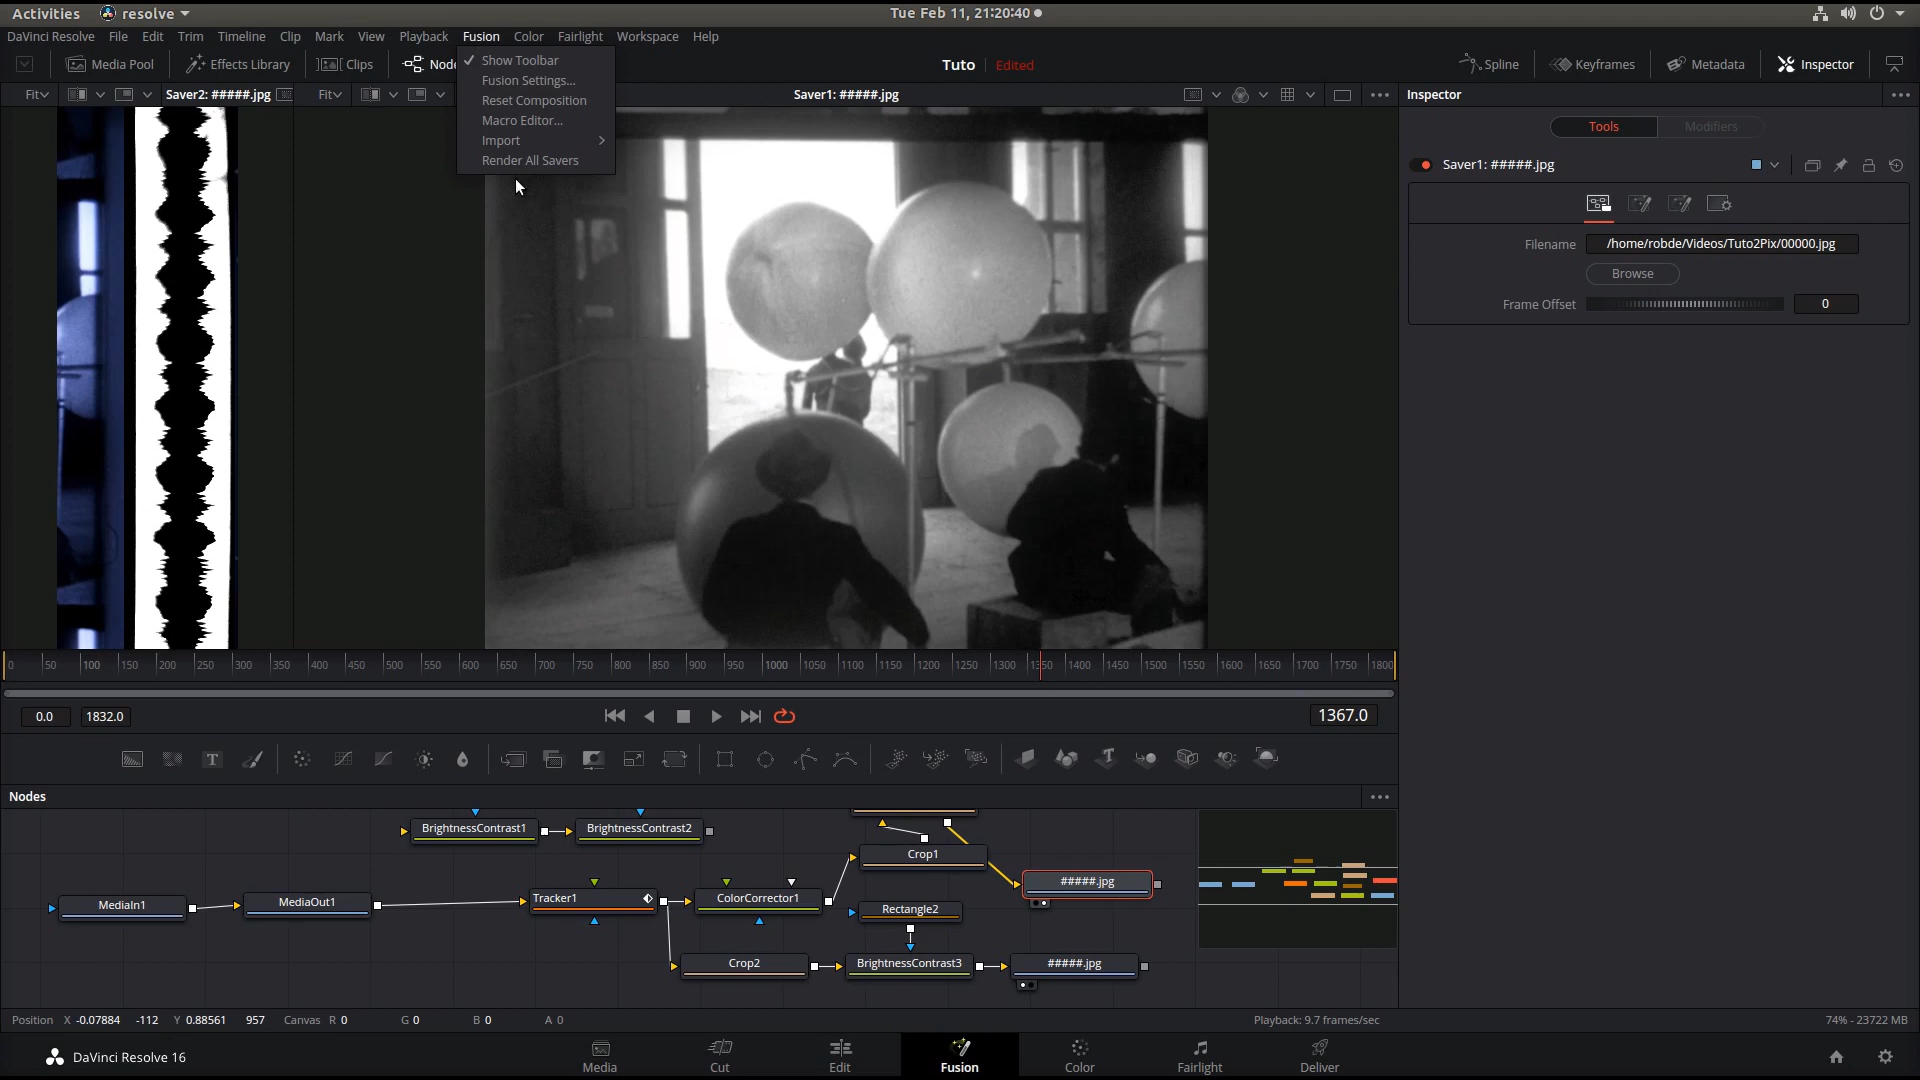 Activities resolve Tue Feb 11, 21:20:40
DaVinci Resolve File Edit Trim Timeline Clip Mark View Playback Fusion Color Fairlight Workspace Help
Media Pool Effects Library Clips Node Tuto Edited Spline Keyframes Metadata Inspector
Show Toolbar
Fusion Settings...
Reset Composition
Macro Editor...
Import
Render All Savers
Fit Saver2: #####.jpg Fit Saver1: #####.jpg Inspector
Tools Modifiers
Saver1: #####.jpg
Filename /home/robde/Videos/Tuto2Pix/00000.jpg
Browse
Frame Offset 0
0 50 100 150 200 250 300 350 400 450 500 550 600 650 700 750 800 850 900 950 1000 1050 1100 1150 1200 1250 1300 1350 1400 1450 1500 1550 1600 1650 1700 1750 1800
0.0 1832.0 1367.0
T
Nodes
BrightnessContrast1 BrightnessContrast2
Crop1
#####.jpg
MediaIn1 MediaOut1 Tracker1 ColorCorrector1
Rectangle2
Crop2 BrightnessContrast3 #####.jpg
Position X -0.07884 -112 Y 0.88561 957 Canvas R 0 G 0 B 0 A 0 Playback: 9.7 frames/sec 74% - 23722 MB
DaVinci Resolve 16 Media Cut Edit Fusion Color Fairlight Deliver